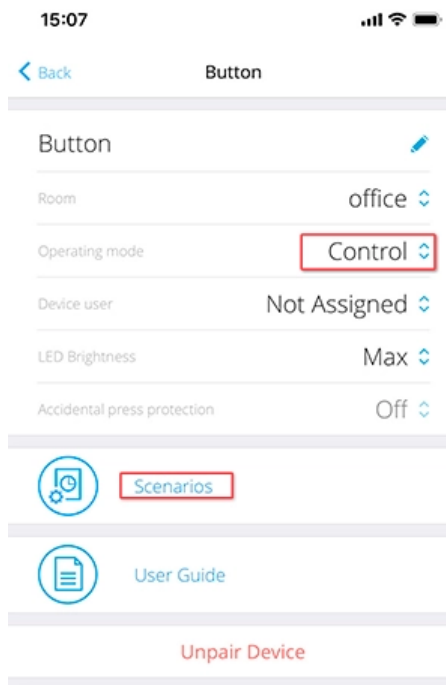 15:07
Back
Button
Button
Room
office
Operating mode
Control
Device user
Not Assigned
LED Brightness
Max
Accidental press protection
Off
Scenarios
User Guide
Unpair Device